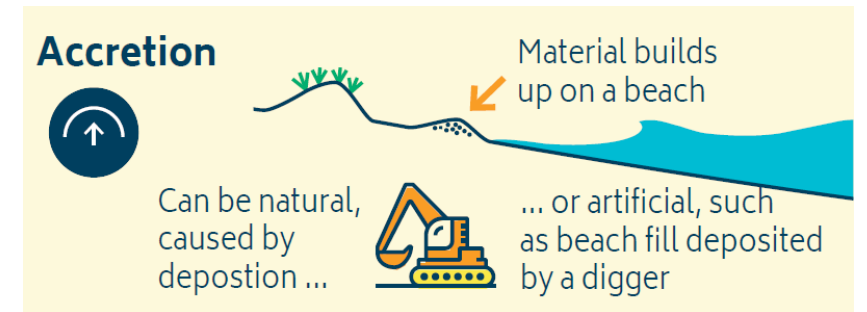 Accretion
Material builds
up on a beach
Can be natural,
caused by
depostion ...
... or artificial, such
as beach fill deposited
by a digger